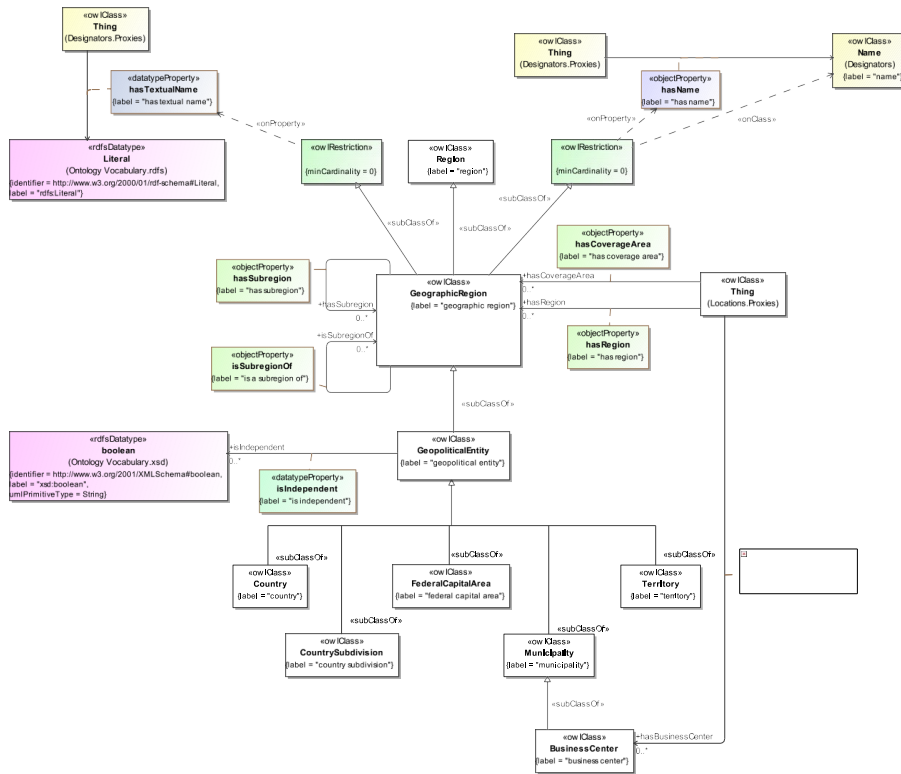 «owlClass»
Thing
(Designators.Proxies)
«owlClass»
Thing
(Designators.Proxies)
«owlClass»
Name
(Designators)
{label = "name"}
«datatypeProperty»
hasTextualName
{label = "has textual name"}
«objectProperty»
hasName
{label = "has name"}
«onProperty»
«onProperty»
«onClass»
«rdfsDatatype»
Literal
(Ontology Vocabulary.rdfs)
{identifier = http://www.w3.org/2000/01/rdf-schema#Literal,
label = "rdfs:Literal"}
«owlRestriction»
{minCardinality = 0}
«owlClass»
Region
{label = "region"}
«owlRestriction»
{minCardinality = 0}
«subClassOf»
«subClassOf»
«subClassOf»
«objectProperty»
hasCoverageArea
{label = "has coverage area"}
«objectProperty»
hasSubregion
{label = "has subregion"}
+hasSubregion
0..*
«owlClass»
GeographicRegion
{label = "geographic region"}
+hasCoverageArea
0..*
+hasRegion
0..*
«owlClass»
Thing
(Locations.Proxies)
+isSubregionOf
0..*
«objectProperty»
isSubregionOf
{label = "is a subregion of"}
«objectProperty»
hasRegion
{label = "has region"}
«subClassOf»
«rdfsDatatype»
boolean
(Ontology Vocabulary.xsd)
{identifier = http://www.w3.org/2001/XMLSchema#boolean,
label = "xsd:boolean",
umlPrimitiveType = String}
+isIndependent
0..*
«owlClass»
GeopoliticalEntity
{label = "geopolitical entity"}
«datatypeProperty»
isIndependent
{label = "is independent"}
«subClassOf»
«subClassOf»
«subClassOf»
«owlClass»
Country
{label = "country"}
«owlClass»
FederalCapitalArea
{label = "federal capital area"}
«owlClass»
Territory
{label = "territory"}
«subClassOf»
«subClassOf»
«owlClass»
CountrySubdivision
{label = "country subdivision"}
«owlClass»
Municipality
{label = "municipality"}
«subClassOf»
«owlClass»
BusinessCenter
{label = "business center"}
+hasBusinessCenter
0..*